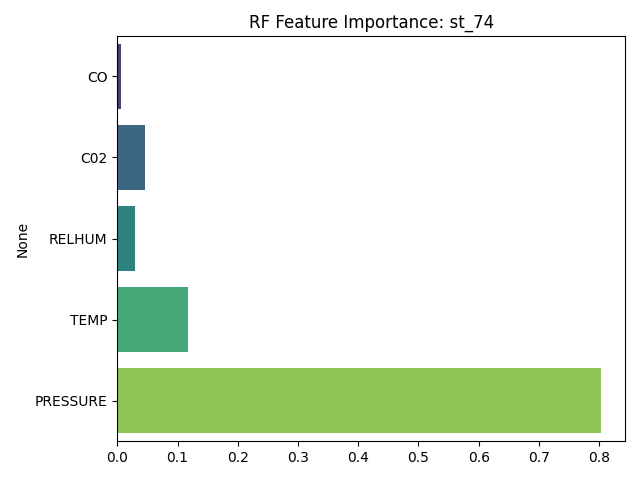 RF Feature Importance: st_74
CO
C02
RELHUM
TEMP
PRESSURE
None
0.0 0.1 0.2 0.3 0.4 0.5 0.6 0.7 0.8